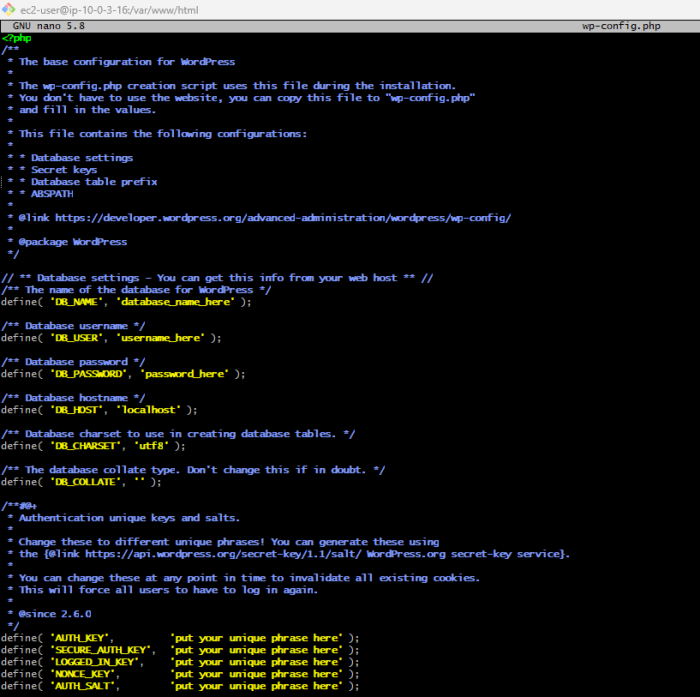 ec2-user@ip-10-0-3-16:/var/www/html
GNU nano 5.8 wp-config.php
<?php
/**
 * The base configuration for WordPress
 *
 * The wp-config.php creation script uses this file during the installation.
 * You don't have to use the website, you can copy this file to "wp-config.php"
 * and fill in the values.
 *
 * This file contains the following configurations:
 *
 * * Database settings
 * * Secret keys
 * * Database table prefix
 * * ABSPATH
 *
 * @link https://developer.wordpress.org/advanced-administration/wordpress/wp-config/
 *
 * @package WordPress
 */

// ** Database settings - You can get this info from your web host ** //
/** The name of the database for WordPress */
define( 'DB_NAME', 'database_name_here' );

/** Database username */
define( 'DB_USER', 'username_here' );

/** Database password */
define( 'DB_PASSWORD', 'password_here' );

/** Database hostname */
define( 'DB_HOST', 'localhost' );

/** Database charset to use in creating database tables. */
define( 'DB_CHARSET', 'utf8' );

/** The database collate type. Don't change this if in doubt. */
define( 'DB_COLLATE', '' );

/**#@+
 * Authentication unique keys and salts.
 *
 * Change these to different unique phrases! You can generate these using
 * the {@link https://api.wordpress.org/secret-key/1.1/salt/ WordPress.org secret-key service}.
 *
 * You can change these at any point in time to invalidate all existing cookies.
 * This will force all users to have to log in again.
 *
 * @since 2.6.0
 */
define( 'AUTH_KEY',         'put your unique phrase here' );
define( 'SECURE_AUTH_KEY',  'put your unique phrase here' );
define( 'LOGGED_IN_KEY',    'put your unique phrase here' );
define( 'NONCE_KEY',        'put your unique phrase here' );
define( 'AUTH_SALT',        'put your unique phrase here' );